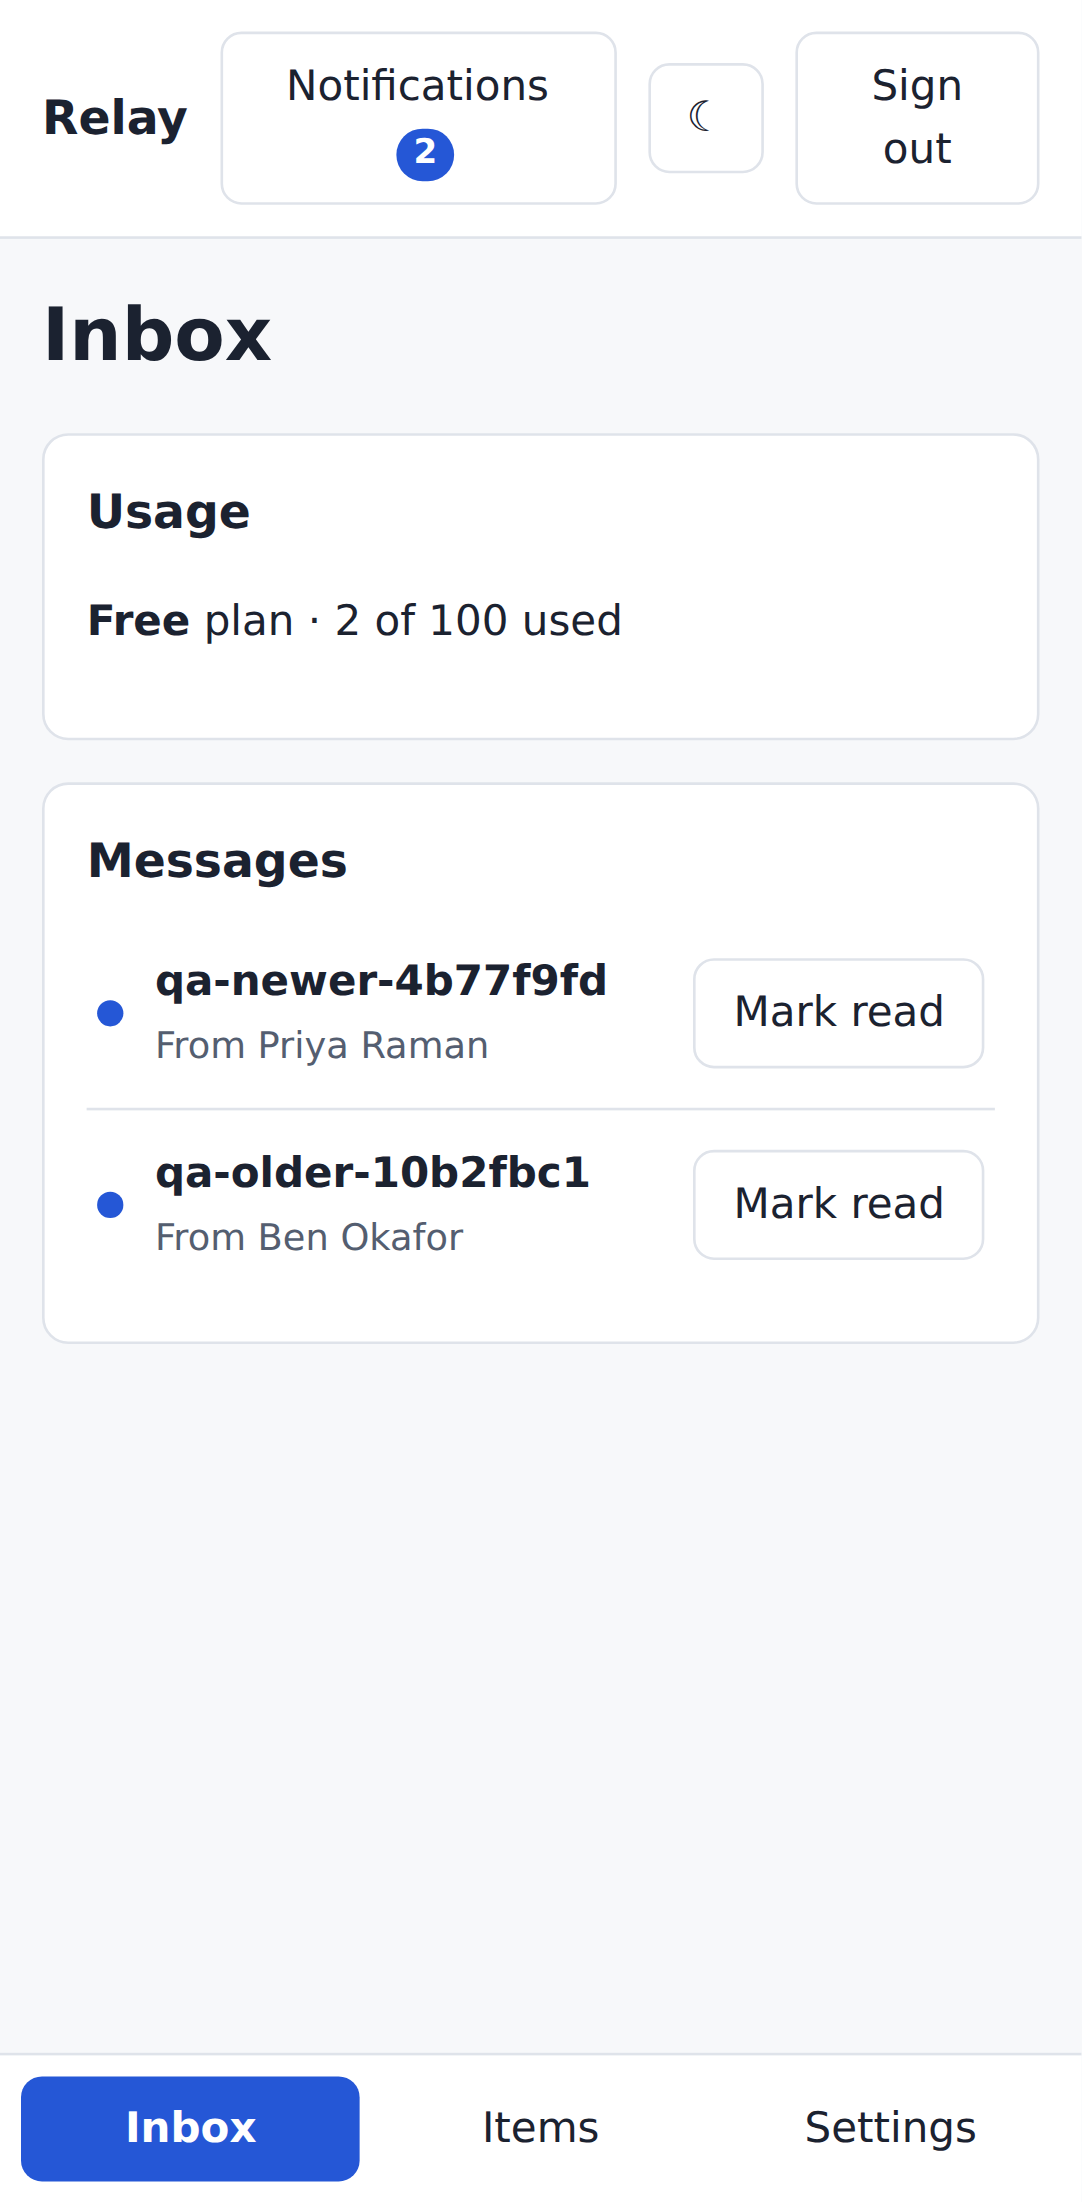 Relay
Notifications
2
☾
Sign
out
Inbox
Usage
Free plan · 2 of 100 used
Messages
qa-newer-4b77f9fd
From Priya Raman
Mark read
qa-older-10b2fbc1
From Ben Okafor
Mark read
Inbox
Items
Settings